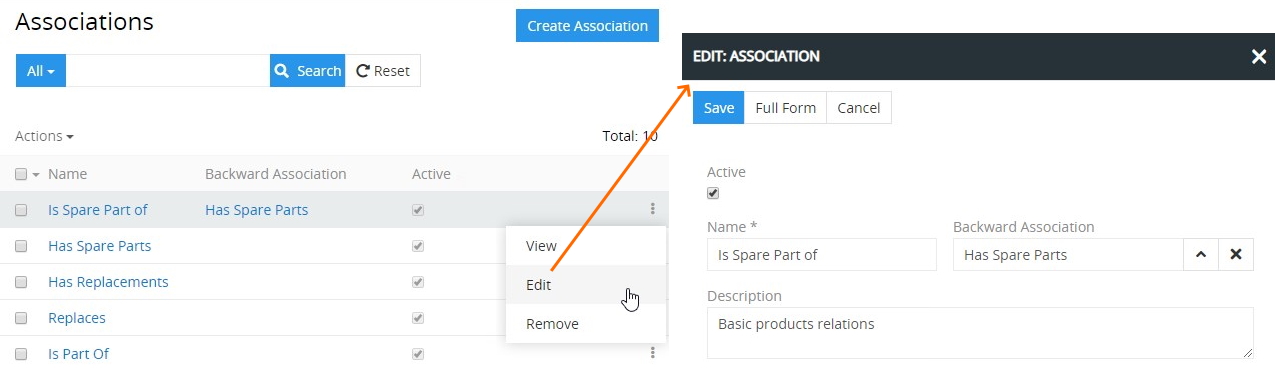 Associations
Create Association
All
Search
Reset
Actions
Total: 10
Name Backward Association Active
Is Spare Part of Has Spare Parts
Has Spare Parts
Has Replacements
Replaces
Is Part Of
View
Edit
Remove
EDIT: ASSOCIATION
Save Full Form Cancel
Active
Name * Backward Association
Is Spare Part of Has Spare Parts
Description
Basic products relations